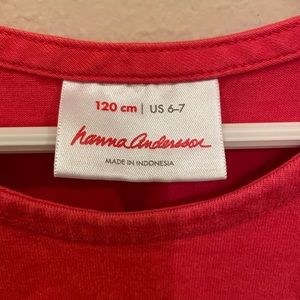 120 cm | US 6-7
hanna andersson
MADE IN INDONESIA